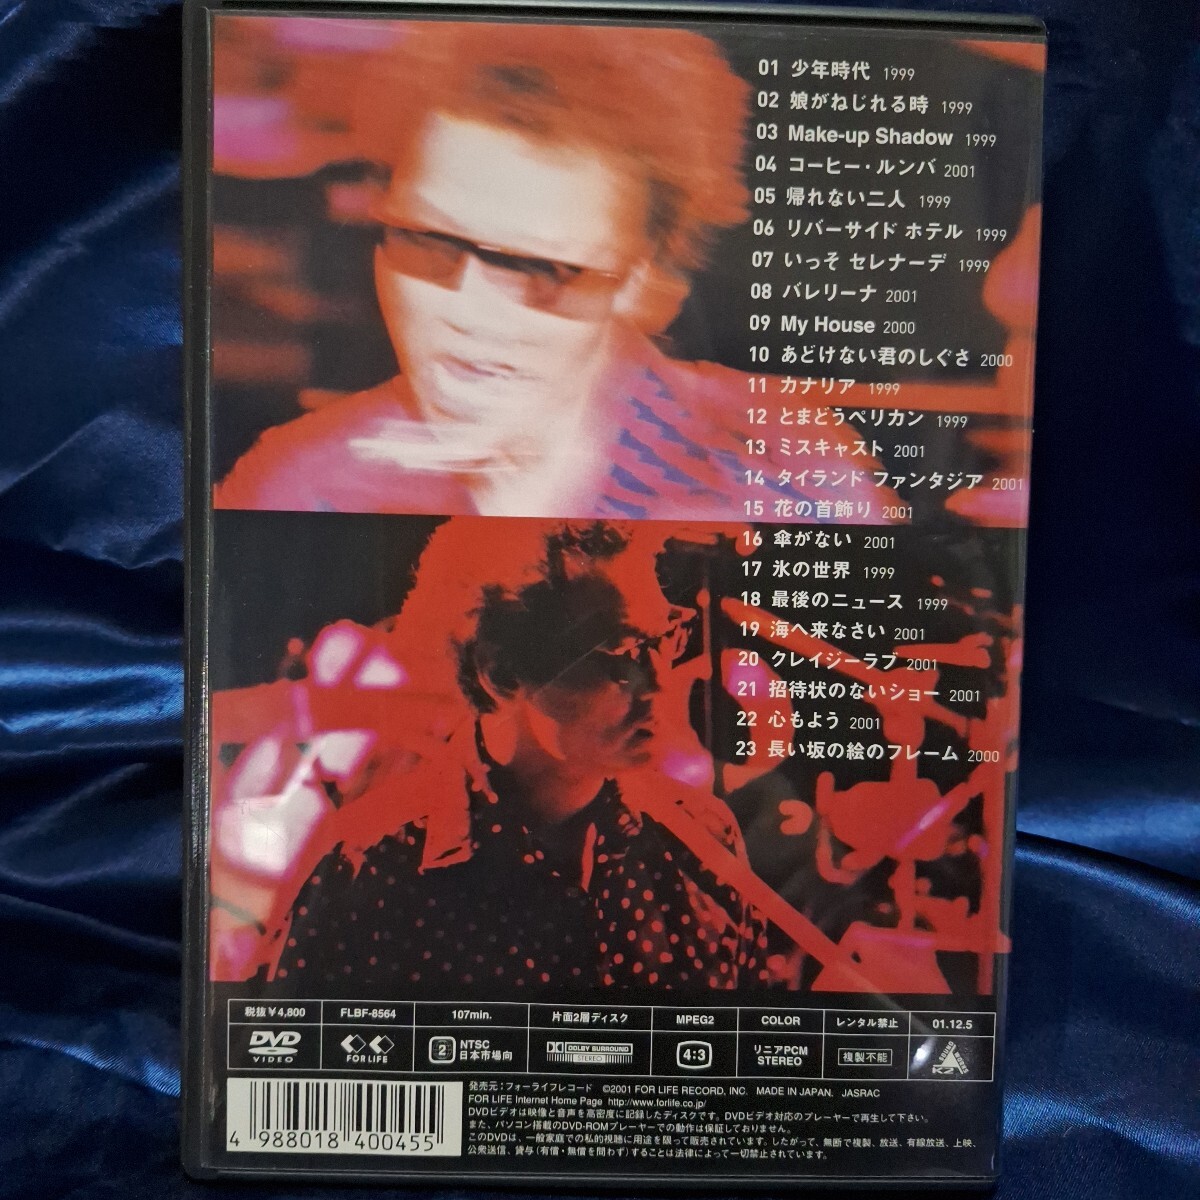 01 少年時代 1999
02 娘がねじれる時 1999
03 Make-up Shadow 1999
04 コーヒー・ルンバ 2001
05 帰れない二人 1999
06 リバーサイド ホテル 1999
07 いっそ セレナーデ 1999
08 バレリーナ 2001
09 My House 2000
10 あどけない君のしぐさ 2000
11 カナリア 1999
12 とまどうペリカン 1999
13 ミスキャスト 2001
14 タイランド ファンタジア 2001
15 花の首飾り 2001
16 傘がない 2001
17 氷の世界 1999
18 最後のニュース 1999
19 海へ来なさい 2001
20 クレイジーラブ 2001
21 招待状のないショー 2001
22 心もよう 2001
23 長い坂の絵のフレーム 2000
税抜￥4,800 FLBF-8564 107min. 片面2層ディスク MPEG2 COLOR レンタル禁止 01.12.5
DVD VIDEO
FOR LIFE
2 NTSC 日本市場向
DOLBY SURROUND STEREO
4:3
リニアPCM STEREO
複製不能
SOUND WORKS K2
発売元：フォーライフレコード ©2001 FOR LIFE RECORD, INC. MADE IN JAPAN. JASRAC
FOR LIFE Internet Home Page http://www.forlife.co.jp/
DVDビデオは映像と音声を高密度に記録したディスクです。DVDビデオ対応のプレーヤーで再生して下さい。
また、パソコン搭載のDVD-ROMプレーヤーでの動作は保証しておりません。
このDVDは、一般家庭での私的視聴に用途を限って販売されています。したがって、無断で複製、放送、有線放送、上映、
公衆送信、貸与(有償・無償を問わず)することは法律によって一切禁止されています。
4 988018 400455